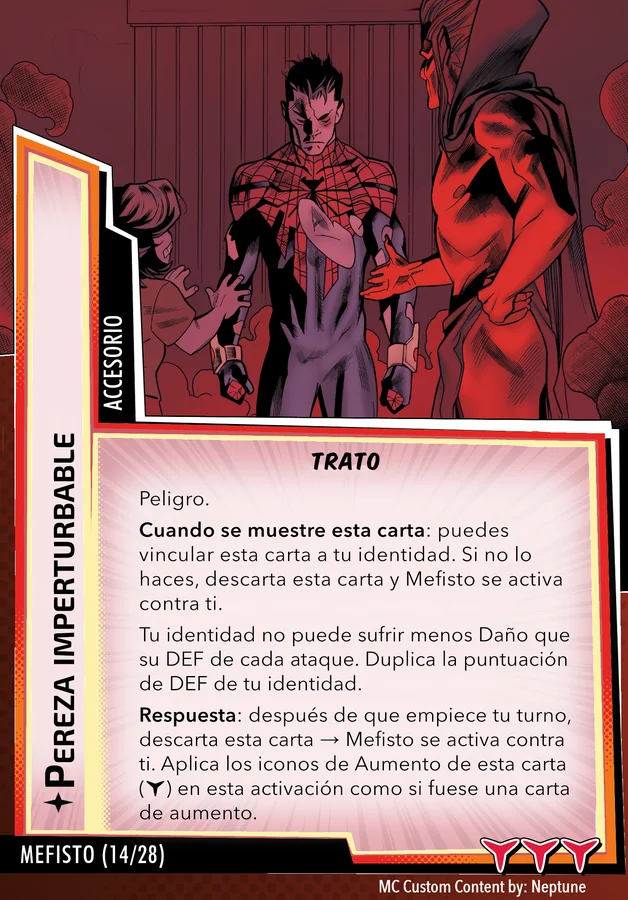 ACCESORIO
PEREZA IMPERTURBABLE
TRATO
Peligro.
Cuando se muestre esta carta: puedes
vincular esta carta a tu identidad. Si no lo
haces, descarta esta carta y Mefisto se activa
contra ti.
Tu identidad no puede sufrir menos Daño que
su DEF de cada ataque. Duplica la puntuación
de DEF de tu identidad.
Respuesta: después de que empiece tu turno,
descarta esta carta → Mefisto se activa contra
ti. Aplica los iconos de Aumento de esta carta
() en esta activación como si fuese una carta
de aumento.
MEFISTO (14/28)
MC Custom Content by: Neptune